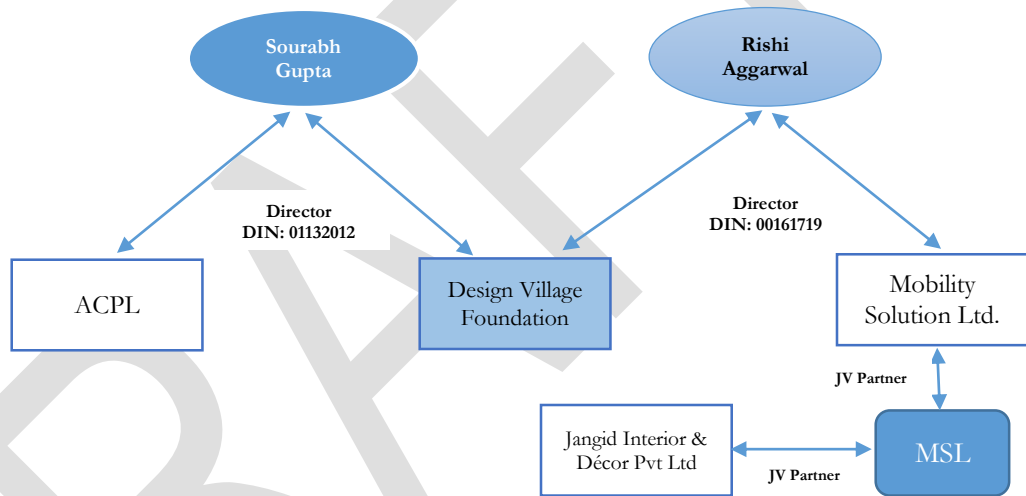 Sourabh
Gupta
Rishi
Aggarwal
Director
DIN: 01132012
Director
DIN: 00161719
ACPL
Design Village
Foundation
Mobility
Solution Ltd.
JV Partner
Jangid Interior &
Décor Pvt Ltd
JV Partner
MSL